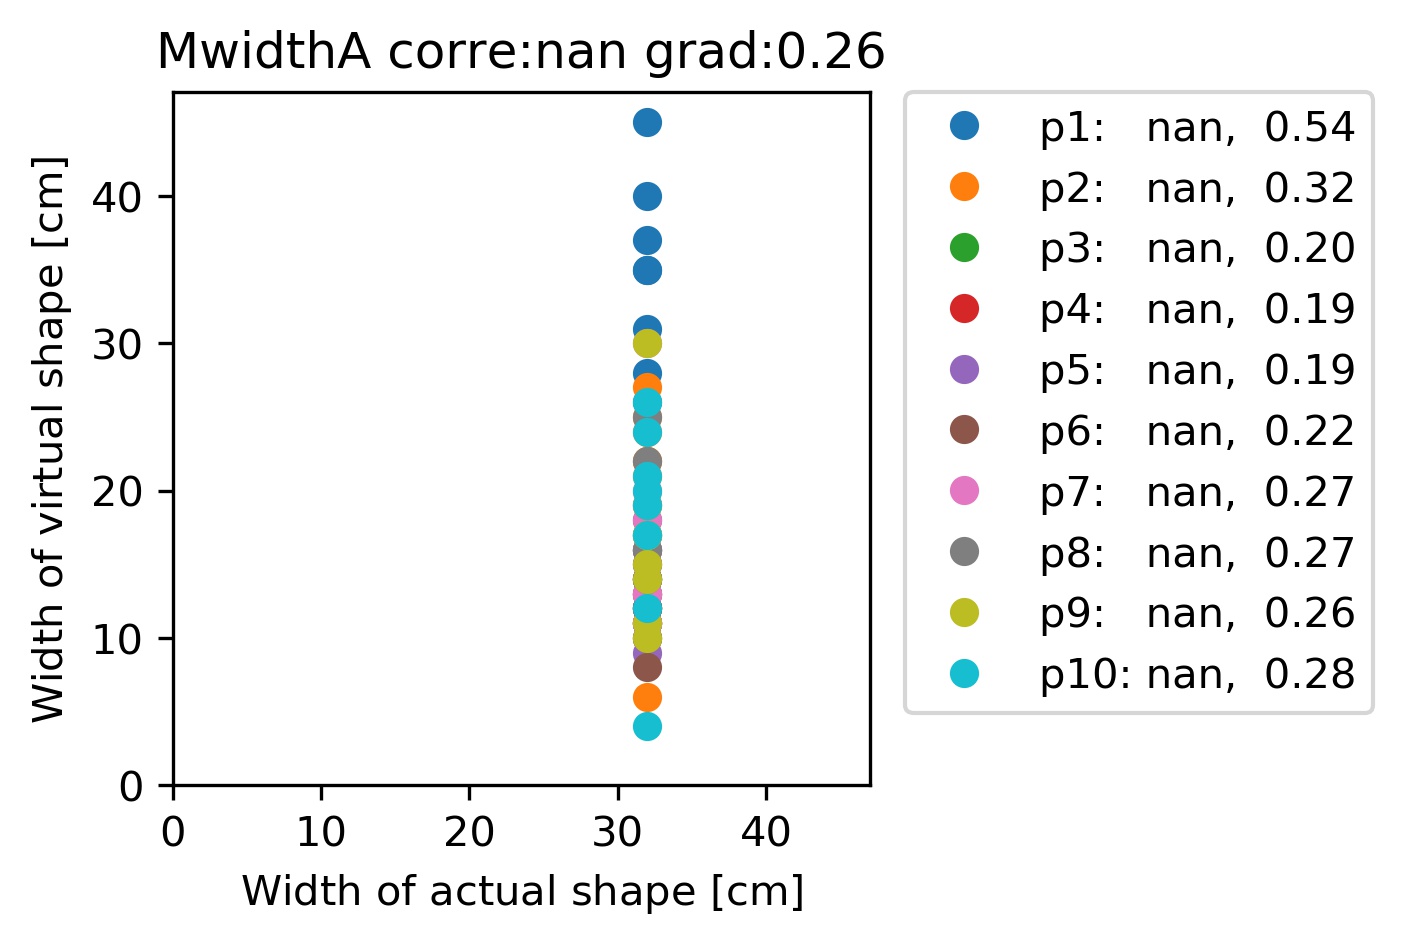 MwidthA corre:nan grad:0.26
Width of virtual shape [cm]
40
30
20
10
0
0 10 20 30 40
Width of actual shape [cm]
p1: nan, 0.54
p2: nan, 0.32
p3: nan, 0.20
p4: nan, 0.19
p5: nan, 0.19
p6: nan, 0.22
p7: nan, 0.27
p8: nan, 0.27
p9: nan, 0.26
p10: nan, 0.28